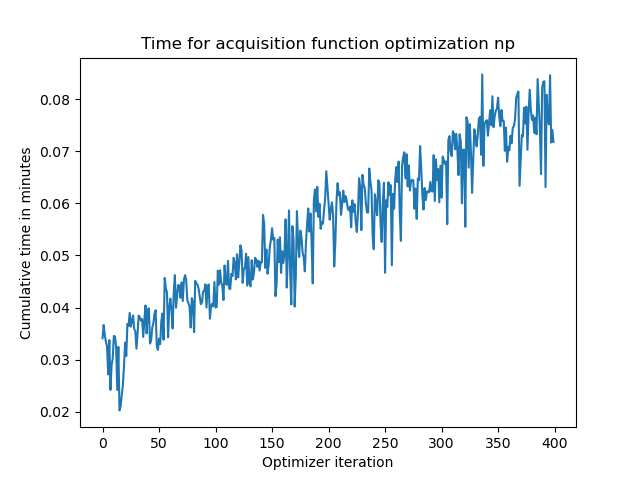 Time for acquisition function optimization np
Cumulative time in minutes
0.08
0.07
0.06
0.05
0.04
0.03
0.02
0 50 100 150 200 250 300 350 400
Optimizer iteration